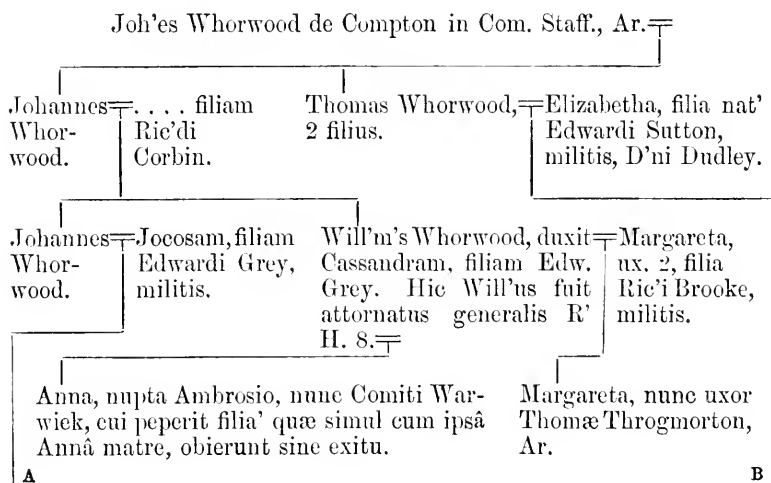 Joh'es Whorwood de Compton in Com. Staff., Ar.
Johannes
Whor-
wood.
. . . . filiam
Ric'di
Corbin.
Thomas Whorwood,
2 filius.
Elizabetha, filia nat'
Edwardi Sutton,
militis, D'ni Dudley.
Johannes
Whor-
wood.
Jocosam, filiam
Edwardi Grey,
militis.
Will'm's Whorwood, duxit
Cassandram, filiam Edw.
Grey. Hic Will'us fuit
attornatus generalis R'
H. 8.
Margareta,
ux. 2, filia
Ric'i Brooke,
militis.
Anna, nupta Ambrosio, nunc Comiti War-
wick, cui peperit filia' quæ simul cum ipsâ
Annâ matre, obierunt sine exitu.
Margareta, nunc uxor
Thomæ Throgmorton,
Ar.
A
B